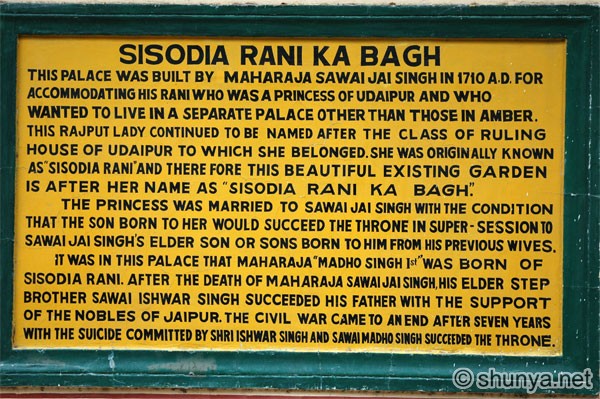 SISODIA RANI KA BAGH
THIS PALACE WAS BUILT BY MAHARAJA SAWAI JAI SINGH IN 1710 A.D. FOR
ACCOMMODATING HIS RANI WHO WAS A PRINCESS OF UDAIPUR AND WHO
WANTED TO LIVE IN A SEPARATE PALACE OTHER THAN THOSE IN AMBER.
THIS RAJPUT LADY CONTINUED TO BE NAMED AFTER THE CLASS OF RULING
HOUSE OF UDAIPUR TO WHICH SHE BELONGED. SHE WAS ORIGINALLY KNOWN
AS "SISODIA RANI" AND THERE FORE THIS BEAUTIFUL EXISTING GARDEN
IS AFTER HER NAME AS "SISODIA RANI KA BAGH".
THE PRINCESS WAS MARRIED TO SAWAI JAI SINGH WITH THE CONDITION
THAT THE SON BORN TO HER WOULD SUCCEED THE THRONE IN SUPER-SESSION TO
SAWAI JAI SINGH'S ELDER SON OR SONS BORN TO HIM FROM HIS PREVIOUS WIVES.
IT WAS IN THIS PALACE THAT MAHARAJA "MADHO SINGH Ist" WAS BORN OF
SISODIA RANI. AFTER THE DEATH OF MAHARAJA SAWAI JAI SINGH, HIS ELDER STEP
BROTHER SAWAI ISHWAR SINGH SUCCEEDED HIS FATHER WITH THE SUPPORT
OF THE NOBLES OF JAIPUR. THE CIVIL WAR CAME TO AN END AFTER SEVEN YEARS
WITH THE SUICIDE COMMITTED BY SHRI ISHWAR SINGH AND SAWAI MADHO SINGH SUCCEEDED THE THRONE.
© shunya.net